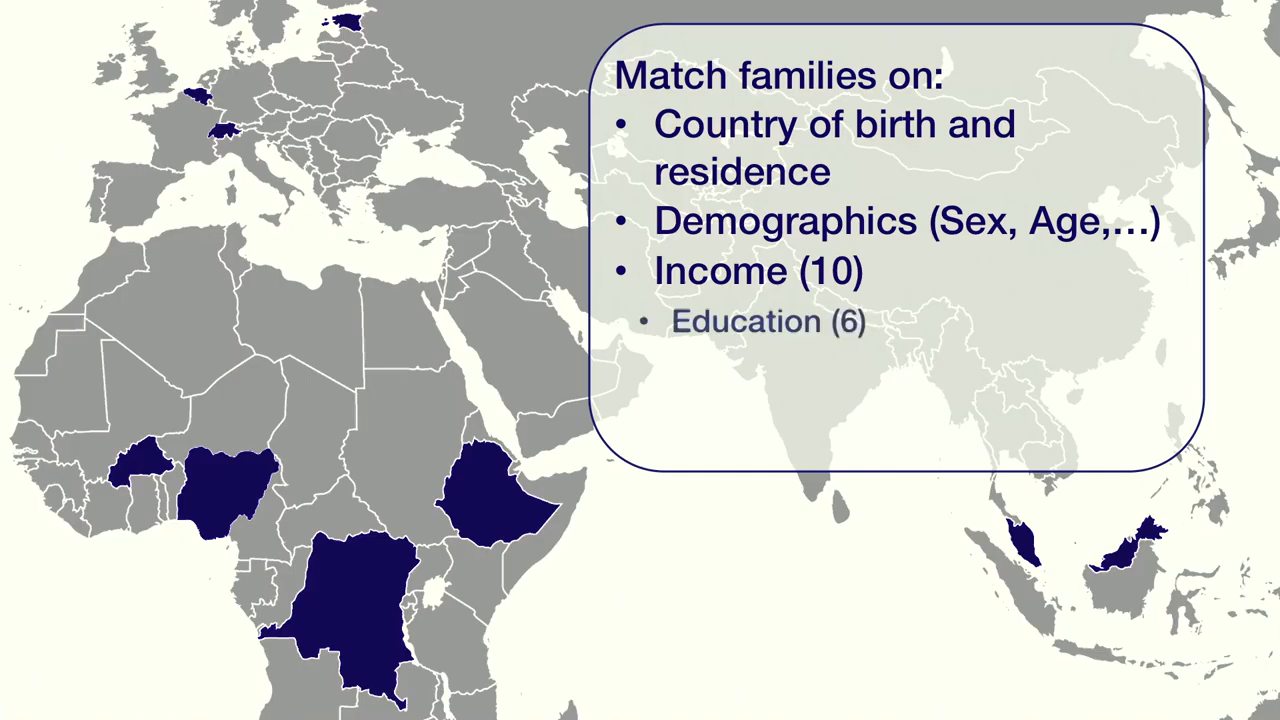 Match families on:
• Country of birth and
residence
• Demographics (Sex, Age,…)
• Income (10)
• Education (6)